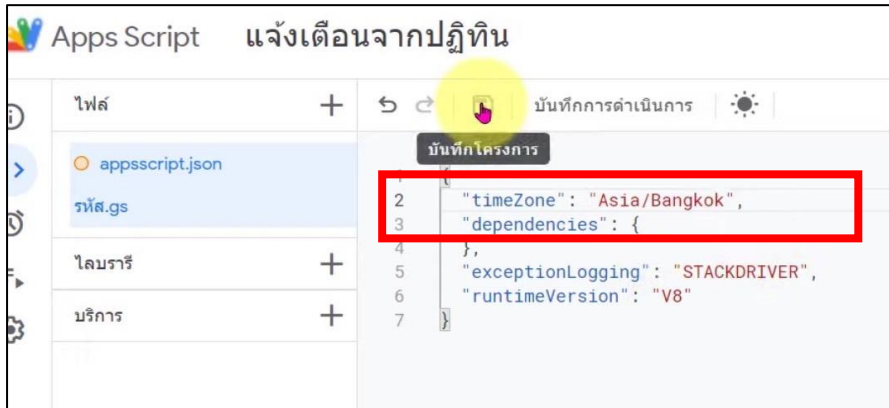 Apps Script แจ้งเตือนจากปฏิทิน
ไฟล์
บันทึกการดำเนินการ
บันทึกโครงการ
appsscript.json
รหัส.gs
ไลบรารี
บริการ
1 {
2 "timeZone": "Asia/Bangkok",
3 "dependencies": {
4 },
5 "exceptionLogging": "STACKDRIVER",
6 "runtimeVersion": "V8"
7 }